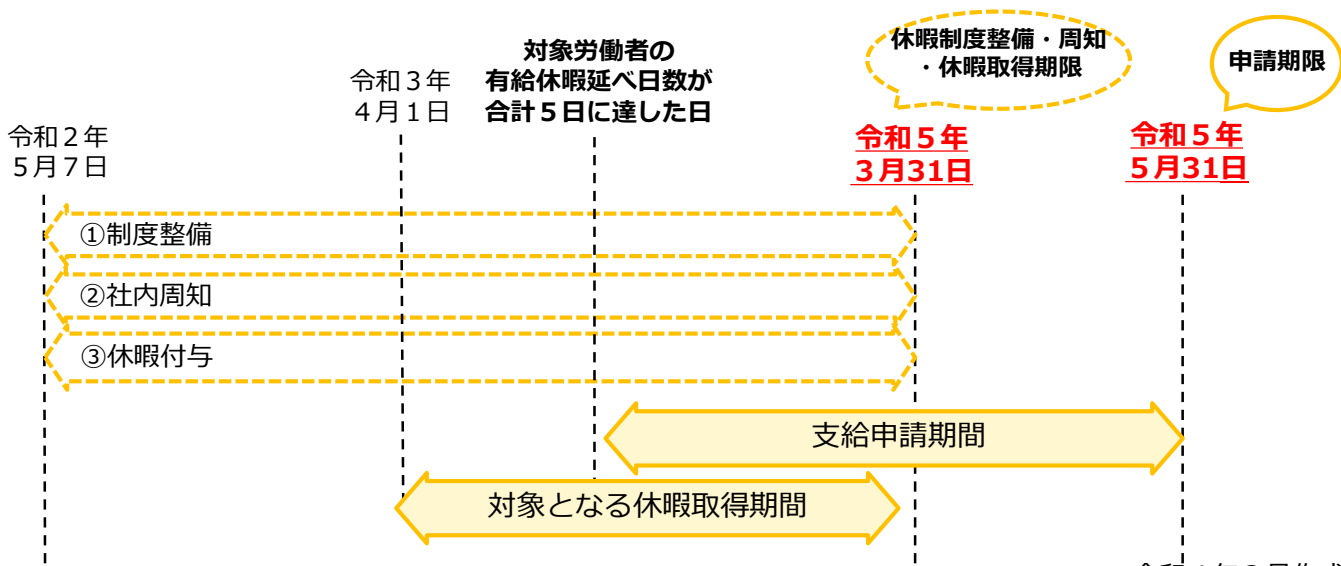 休暇制度整備・周知
・休暇取得期限
申請期限
対象労働者の
有給休暇延べ日数が
合計５日に達した日
令和３年
４月１日
令和２年
５月７日
令和５年
３月31日
令和５年
５月31日
①制度整備
②社内周知
③休暇付与
支給申請期間
対象となる休暇取得期間